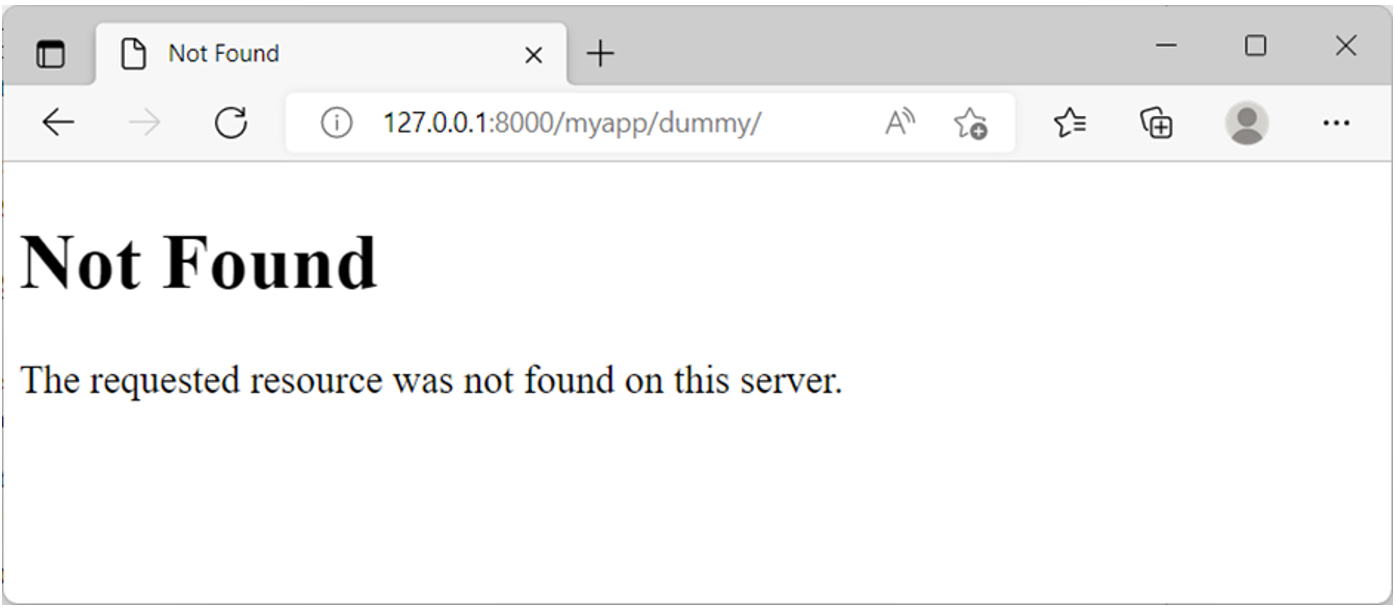 Not Found
127.0.0.1:8000/myapp/dummy/
Not Found
The requested resource was not found on this server.